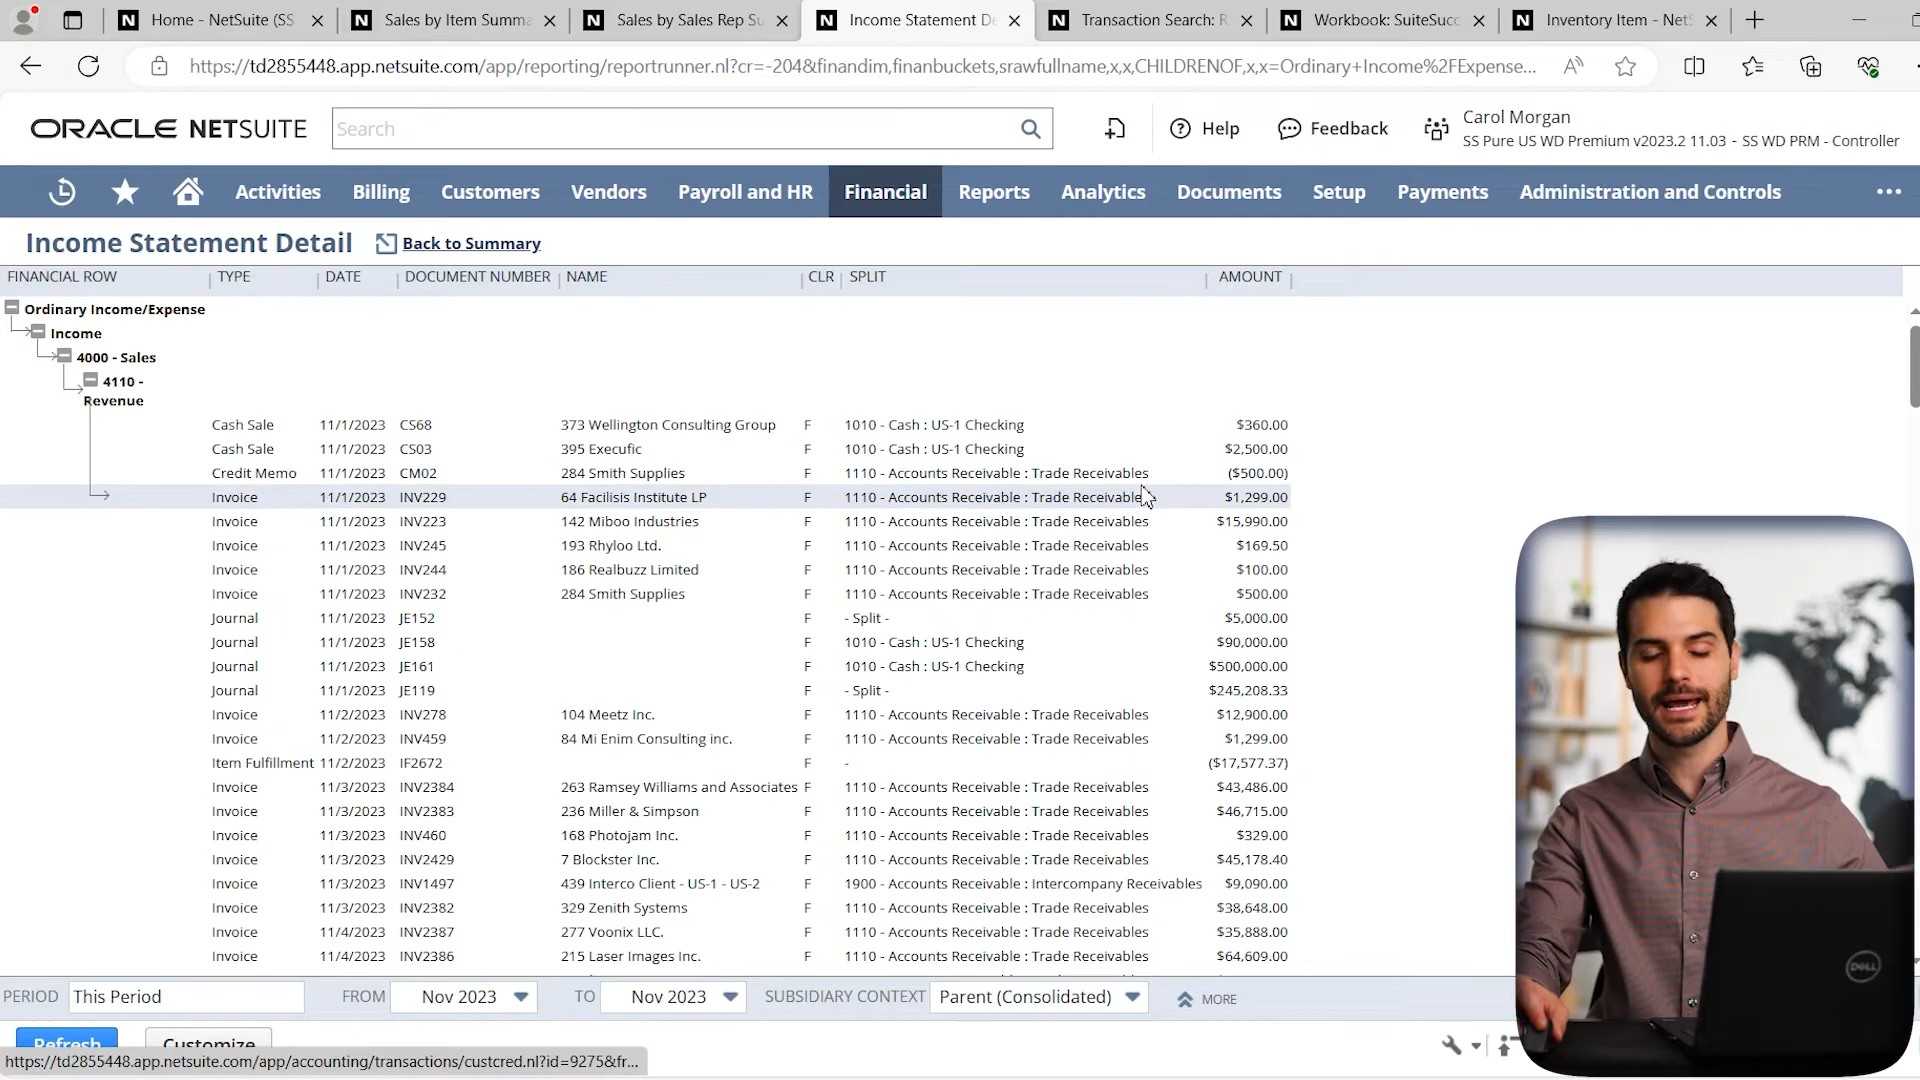 Home - NetSuite (SS
Sales by Item Summa
Sales by Sales Rep Su
Income Statement De
Transaction Search: R
Workbook: SuiteSucc
Inventory Item - NetS
https://td2855448.app.netsuite.com/app/reporting/reportrunner.nl?cr=-204&finandim,finanbuckets,srawfullname,x,x,CHILDRENOF,x,x=Ordinary+Income%2FExpense...
ORACLE NETSUITE
Search
Help
Feedback
Carol Morgan
SS Pure US WD Premium v2023.2 11.03 - SS WD PRM - Controller
Activities Billing Customers Vendors Payroll and HR Financial Reports Analytics Documents Setup Payments Administration and Controls
Income Statement Detail Back to Summary
FINANCIAL ROW TYPE DATE DOCUMENT NUMBER NAME CLR SPLIT AMOUNT
Ordinary Income/Expense
Income
4000 - Sales
4110 -
Revenue
Cash Sale 11/1/2023 CS68 373 Wellington Consulting Group F 1010 - Cash : US-1 Checking $360.00
Cash Sale 11/1/2023 CS03 395 Execufic F 1010 - Cash : US-1 Checking $2,500.00
Credit Memo 11/1/2023 CM02 284 Smith Supplies F 1110 - Accounts Receivable : Trade Receivables ($500.00)
Invoice 11/1/2023 INV229 64 Facilisis Institute LP F 1110 - Accounts Receivable : Trade Receivables $1,299.00
Invoice 11/1/2023 INV223 142 Miboo Industries F 1110 - Accounts Receivable : Trade Receivables $15,990.00
Invoice 11/1/2023 INV245 193 Rhyloo Ltd. F 1110 - Accounts Receivable : Trade Receivables $169.50
Invoice 11/1/2023 INV244 186 Realbuzz Limited F 1110 - Accounts Receivable : Trade Receivables $100.00
Invoice 11/1/2023 INV232 284 Smith Supplies F 1110 - Accounts Receivable : Trade Receivables $500.00
Journal 11/1/2023 JE152 F - Split - $5,000.00
Journal 11/1/2023 JE158 F 1010 - Cash : US-1 Checking $90,000.00
Journal 11/1/2023 JE161 F 1010 - Cash : US-1 Checking $500,000.00
Journal 11/1/2023 JE119 F - Split - $245,208.33
Invoice 11/2/2023 INV278 104 Meetz Inc. F 1110 - Accounts Receivable : Trade Receivables $12,900.00
Invoice 11/2/2023 INV459 84 Mi Enim Consulting inc. F 1110 - Accounts Receivable : Trade Receivables $1,299.00
Item Fulfillment 11/2/2023 IF2672 F - ($17,577.37)
Invoice 11/3/2023 INV2384 263 Ramsey Williams and Associates F 1110 - Accounts Receivable : Trade Receivables $43,486.00
Invoice 11/3/2023 INV2383 236 Miller & Simpson F 1110 - Accounts Receivable : Trade Receivables $46,715.00
Invoice 11/3/2023 INV460 168 Photojam Inc. F 1110 - Accounts Receivable : Trade Receivables $329.00
Invoice 11/3/2023 INV2429 7 Blockster Inc. F 1110 - Accounts Receivable : Trade Receivables $45,178.40
Invoice 11/3/2023 INV1497 439 Interco Client - US-1 - US-2 F 1900 - Accounts Receivable : Intercompany Receivables $9,090.00
Invoice 11/3/2023 INV2382 329 Zenith Systems F 1110 - Accounts Receivable : Trade Receivables $38,648.00
Invoice 11/4/2023 INV2387 277 Voonix LLC. F 1110 - Accounts Receivable : Trade Receivables $35,888.00
Invoice 11/4/2023 INV2386 215 Laser Images Inc. F 1110 - Accounts Receivable : Trade Receivables $64,609.00
PERIOD This Period FROM Nov 2023 TO Nov 2023 SUBSIDIARY CONTEXT Parent (Consolidated) MORE
Refresh Customize
https://td2855448.app.netsuite.com/app/accounting/transactions/custcred.nl?id=9275&fr...
DELL